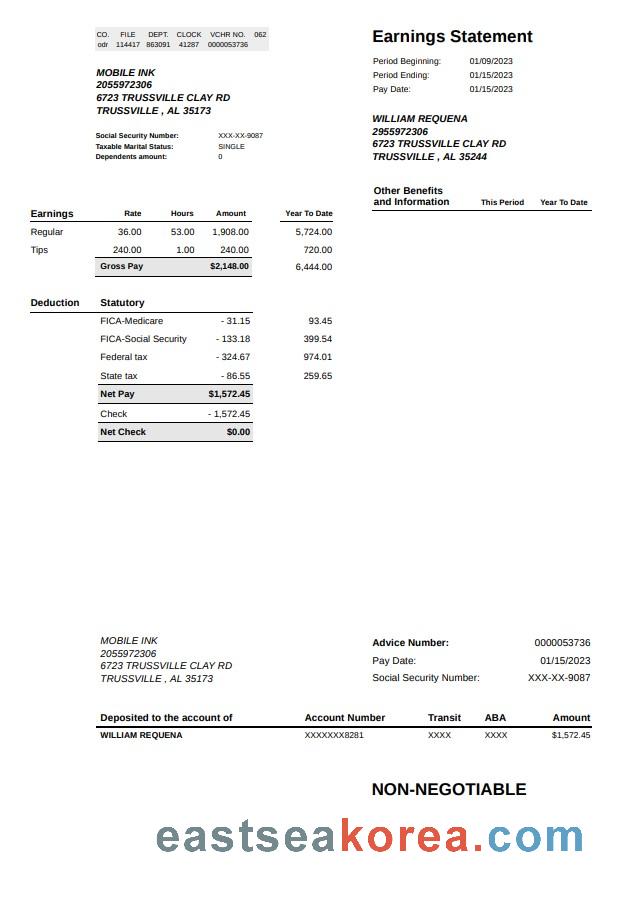 CO. FILE DEPT. CLOCK VCHR NO. 062
odr 114417 863091 41287 0000053736
Earnings Statement
Period Beginning: 01/09/2023
Period Ending: 01/15/2023
Pay Date: 01/15/2023
MOBILE INK
2055972306
6723 TRUSSVILLE CLAY RD
TRUSSVILLE , AL 35173
WILLIAM REQUENA
2955972306
6723 TRUSSVILLE CLAY RD
TRUSSVILLE , AL 35244
Social Security Number: XXX-XX-9087
Taxable Marital Status: SINGLE
Dependents amount: 0
Other Benefits
and Information This Period Year To Date
Earnings Rate Hours Amount Year To Date
Regular 36.00 53.00 1,908.00 5,724.00
Tips 240.00 1.00 240.00 720.00
Gross Pay $2,148.00 6,444.00
Deduction Statutory
FICA-Medicare - 31.15 93.45
FICA-Social Security - 133.18 399.54
Federal tax - 324.67 974.01
State tax - 86.55 259.65
Net Pay $1,572.45
Check - 1,572.45
Net Check $0.00
MOBILE INK
2055972306
6723 TRUSSVILLE CLAY RD
TRUSSVILLE , AL 35173
Advice Number: 0000053736
Pay Date: 01/15/2023
Social Security Number: XXX-XX-9087
Deposited to the account of Account Number Transit ABA Amount
WILLIAM REQUENA XXXXXXX8281 XXXX XXXX $1,572.45
NON-NEGOTIABLE
eastseakorea.com